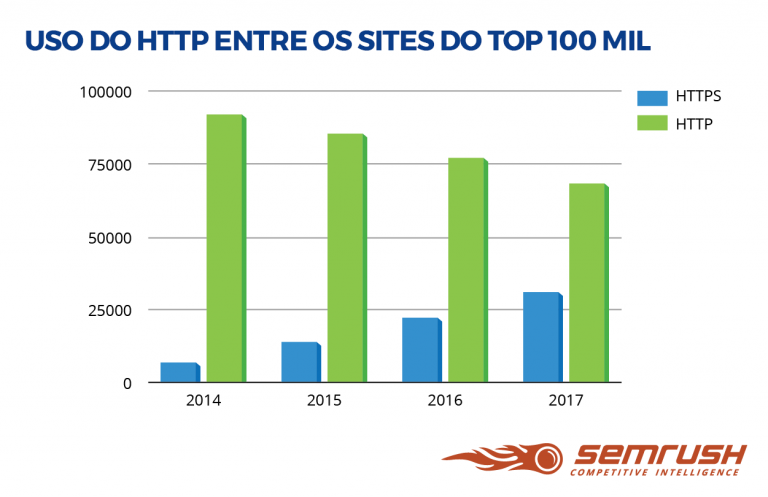 USO DO HTTP ENTRE OS SITES DO TOP 100 MIL
100000
75000
50000
25000
0
2014 2015 2016 2017
HTTPS
HTTP
SEMRUSH
COMPETITIVE INTELLIGENCE